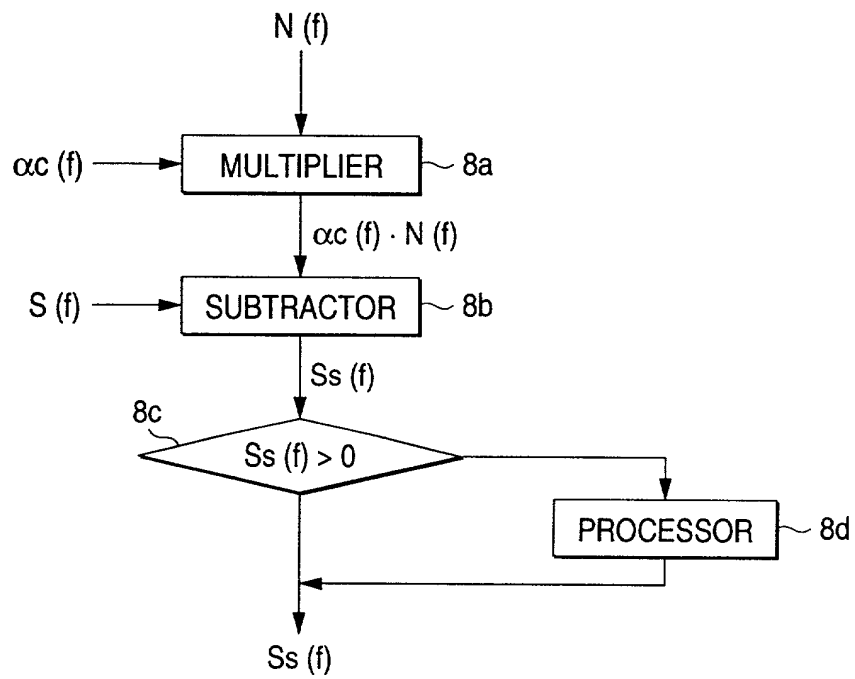 N (f)
αc (f)
MULTIPLIER
8a
αc (f) · N (f)
S (f)
SUBTRACTOR
8b
Ss (f)
8c
Ss (f) > 0
PROCESSOR
8d
Ss (f)